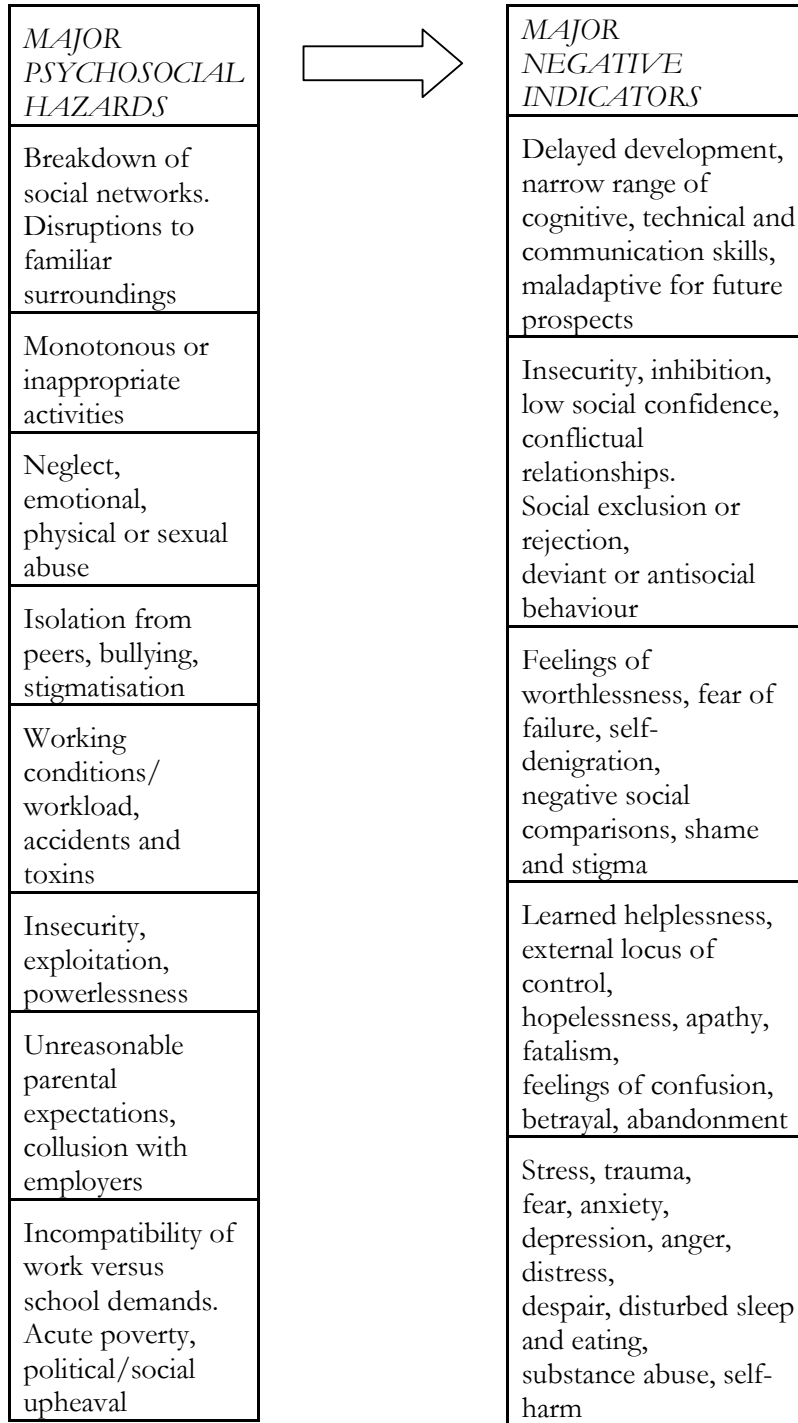 MAJOR
PSYCHOSOCIAL
HAZARDS
Breakdown of
social networks.
Disruptions to
familiar
surroundings
Monotonous or
inappropriate
activities
Neglect,
emotional,
physical or sexual
abuse
Isolation from
peers, bullying,
stigmatisation
Working
conditions/
workload,
accidents and
toxins
Insecurity,
exploitation,
powerlessness
Unreasonable
parental
expectations,
collusion with
employers
Incompatibility of
work versus
school demands.
Acute poverty,
political/social
upheaval
MAJOR
NEGATIVE
INDICATORS
Delayed development,
narrow range of
cognitive, technical and
communication skills,
maladaptive for future
prospects
Insecurity, inhibition,
low social confidence,
conflictual
relationships.
Social exclusion or
rejection,
deviant or antisocial
behaviour
Feelings of
worthlessness, fear of
failure, self-
denigration,
negative social
comparisons, shame
and stigma
Learned helplessness,
external locus of
control,
hopelessness, apathy,
fatalism,
feelings of confusion,
betrayal, abandonment
Stress, trauma,
fear, anxiety,
depression, anger,
distress,
despair, disturbed sleep
and eating,
substance abuse, self-
harm